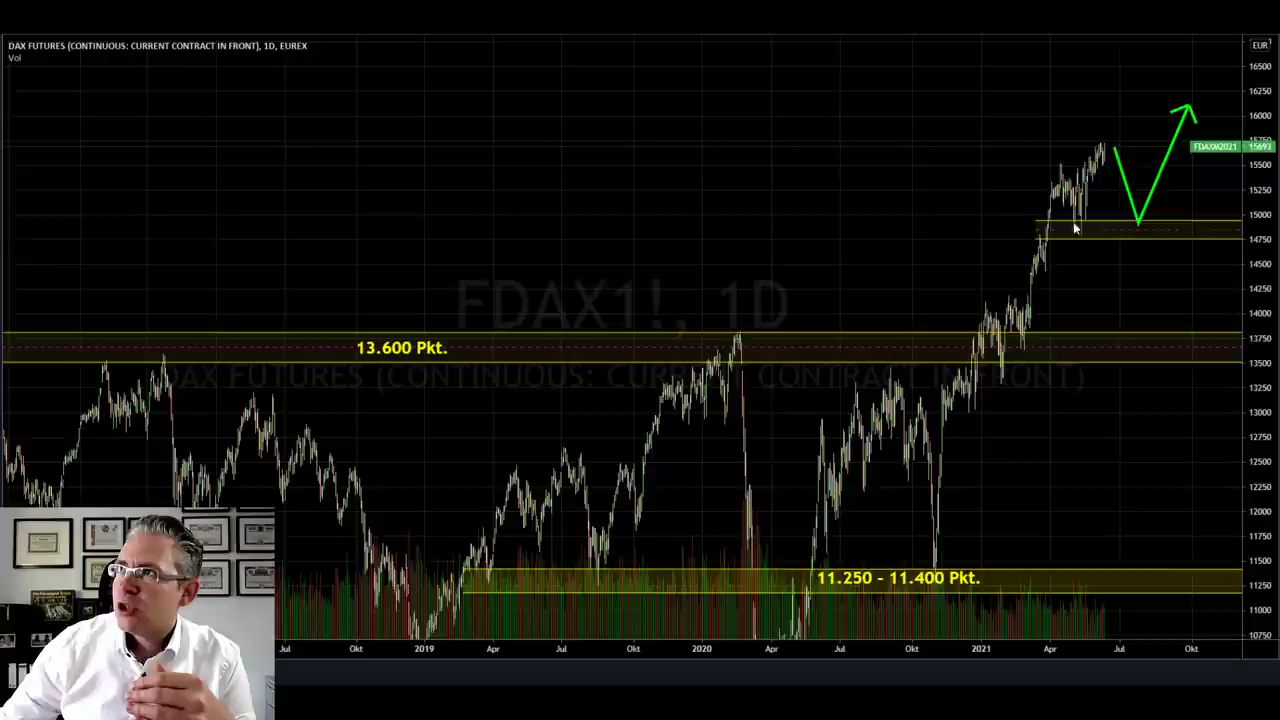 DAX FUTURES (CONTINUOUS: CURRENT CONTRACT IN FRONT), 1D, EUREX
Vol
EUR
16500
16250
16000
15750
FDAXM2021 15693
15500
15250
15000
14750
14500
14250
14000
FDAX1!, 1D
13750
13.600 Pkt.
13500
DAX FUTURES (CONTINUOUS: CURRENT CONTRACT IN FRONT)
13250
13000
12750
12500
12250
12000
11750
11500
11.250 - 11.400 Pkt.
11250
11000
10750
Jul Okt 2019 Apr Jul Okt 2020 Apr Jul Okt 2021 Apr Jul Okt